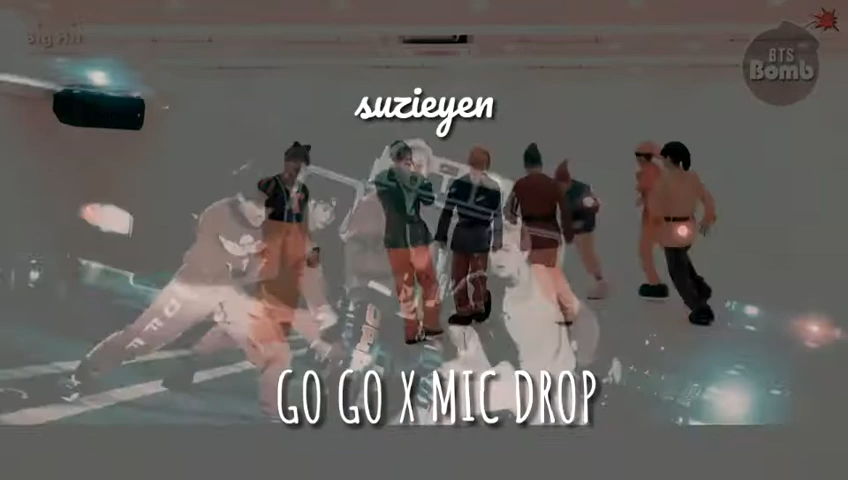 Big Hit
BTS
Bomb
suzieyen
GO GO X MIC DROP